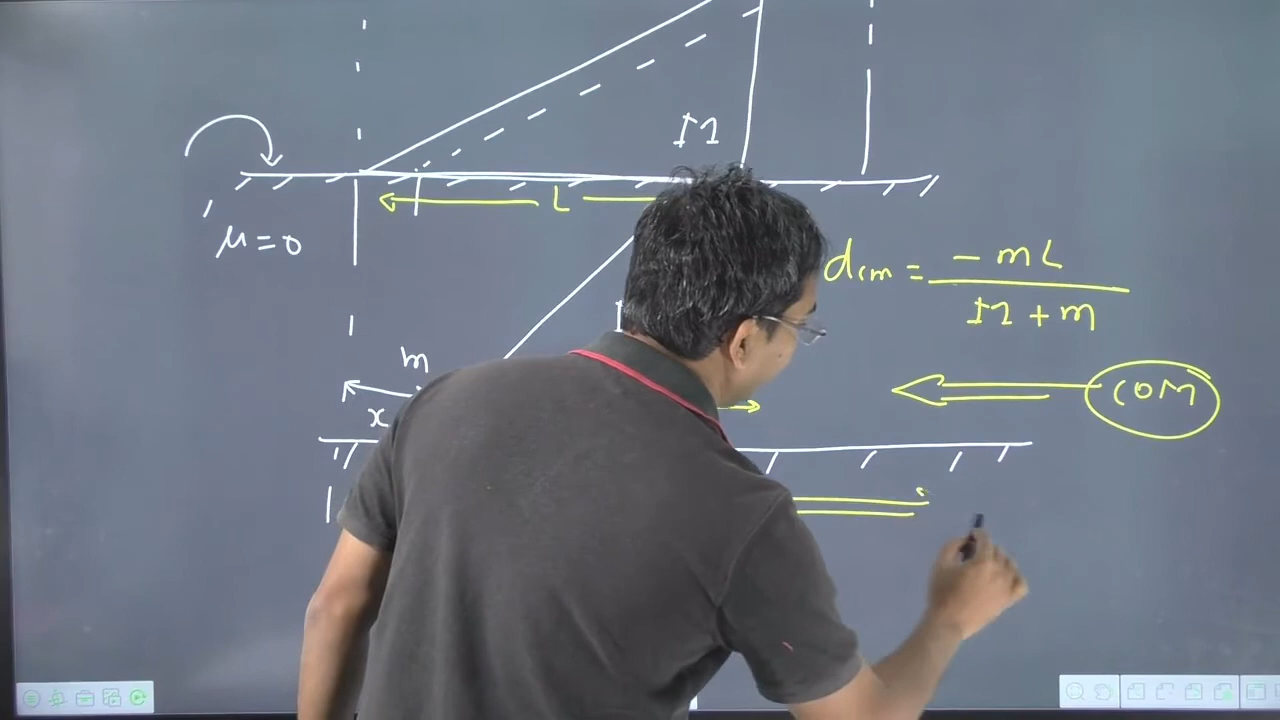 M
L
μ = 0
d_cm = -mL / (M + m)
m
COM
x